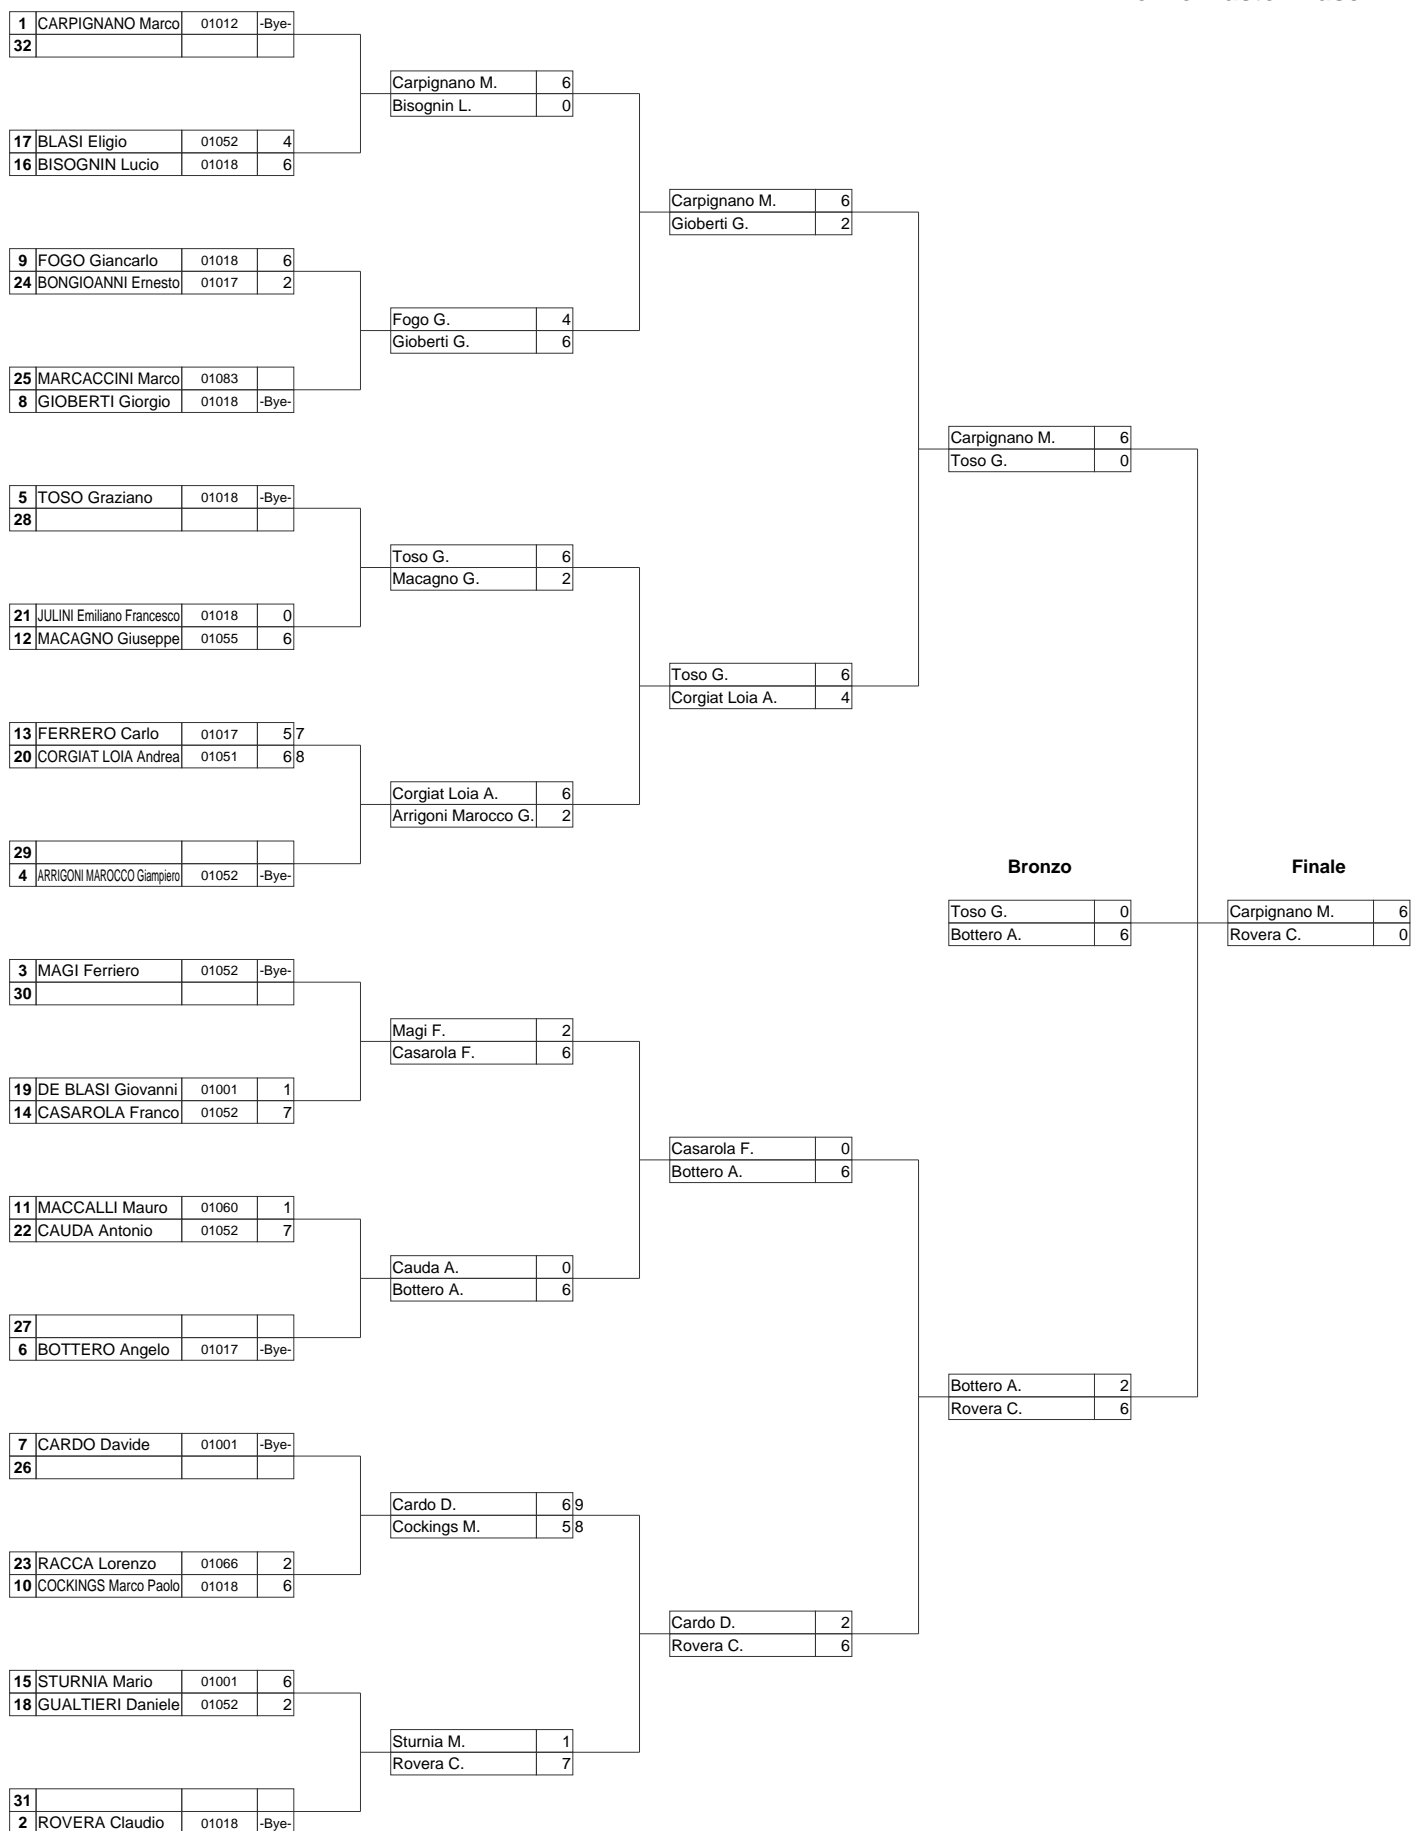 1 CARPIGNANO Marco 01012 -Bye-
32
Carpignano M. 6
Bisognin L. 0
17 BLASI Eligio 01052 4
16 BISOGNIN Lucio 01018 6
Carpignano M. 6
Gioberti G. 2
9 FOGO Giancarlo 01018 6
24 BONGIOANNI Ernesto 01017 2
Fogo G. 4
Gioberti G. 6
25 MARCACCINI Marco 01083
8 GIOBERTI Giorgio 01018 -Bye-
Carpignano M. 6
Toso G. 0
5 TOSO Graziano 01018 -Bye-
28
Toso G. 6
Macagno G. 2
21 JULINI Emiliano Francesco 01018 0
12 MACAGNO Giuseppe 01055 6
Toso G. 6
Corgiat Loia A. 4
13 FERRERO Carlo 01017 5 7
20 CORGIAT LOIA Andrea 01051 6 8
Corgiat Loia A. 6
Arrigoni Marocco G. 2
29
4 ARRIGONI MAROCCO Giampiero 01052 -Bye-
Bronzo Finale
Toso G. 0 Carpignano M. 6
Bottero A. 6 Rovera C. 0
3 MAGI Ferriero 01052 -Bye-
30
Magi F. 2
Casarola F. 6
19 DE BLASI Giovanni 01001 1
14 CASAROLA Franco 01052 7
Casarola F. 0
Bottero A. 6
11 MACCALLI Mauro 01060 1
22 CAUDA Antonio 01052 7
Cauda A. 0
Bottero A. 6
27
6 BOTTERO Angelo 01017 -Bye-
Bottero A. 2
Rovera C. 6
7 CARDO Davide 01001 -Bye-
26
Cardo D. 6 9
Cockings M. 5 8
23 RACCA Lorenzo 01066 2
10 COCKINGS Marco Paolo 01018 6
Cardo D. 2
Rovera C. 6
15 STURNIA Mario 01001 6
18 GUALTIERI Daniele 01052 2
Sturnia M. 1
Rovera C. 7
31
2 ROVERA Claudio 01018 -Bye-